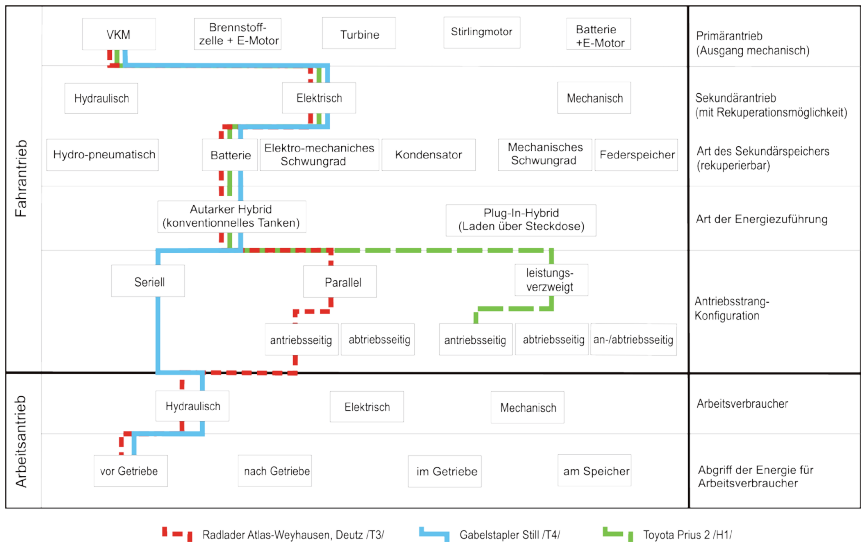 Fahrantrieb
VKM
Brennstoff-
zelle + E-Motor
Turbine
Stirlingmotor
Batterie
+E-Motor
Primärantrieb
(Ausgang mechanisch)
Hydraulisch
Elektrisch
Mechanisch
Sekundärantrieb
(mit Rekuperationsmöglichkeit)
Hydro-pneumatisch
Batterie
Elektro-mechaniches
Schwungrad
Kondensator
Mechanisches
Schwungrad
Federspeicher
Art des Sekundärspeichers
(rekuperierbar)
Autarker Hybrid
(konventionelles Tanken)
Plug-In-Hybrid
(Laden über Steckdose)
Art der Energiezuführung
Seriell
Parallel
leistungs-
verzweigt
antriebsseitig
abtriebsseitig
antriebsseitig
abtriebsseitig
an-/abtriebsseitig
Antriebsstrang-
Konfiguration
Arbeitsantrieb
Hydraulisch
Elektrisch
Mechanisch
Arbeitsverbraucher
vor Getriebe
nach Getriebe
im Getriebe
am Speicher
Abgriff der Energie für
Arbeitsverbraucher
Radlader Atlas-Weyhausen, Deutz /T3/
Gabelstapler Still /T4/
Toyota Prius 2 /H1/